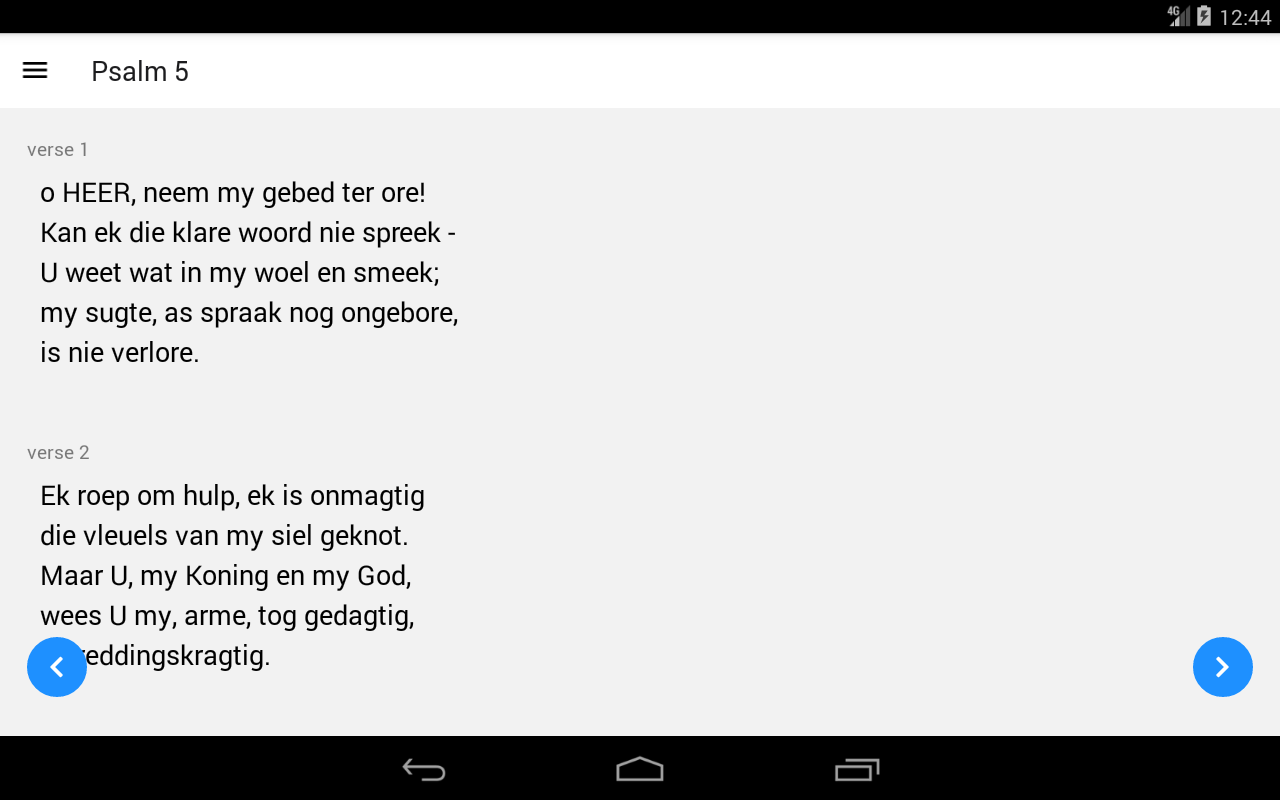 4G 12:44
Psalm 5
verse 1
o HEER, neem my gebed ter ore!
Kan ek die klare woord nie spreek -
U weet wat in my woel en smeek;
my sugte, as spraak nog ongebore,
is nie verlore.
verse 2
Ek roep om hulp, ek is onmagtig
die vleuels van my siel geknot.
Maar U, my Koning en my God,
wees U my, arme, tog gedagtig,